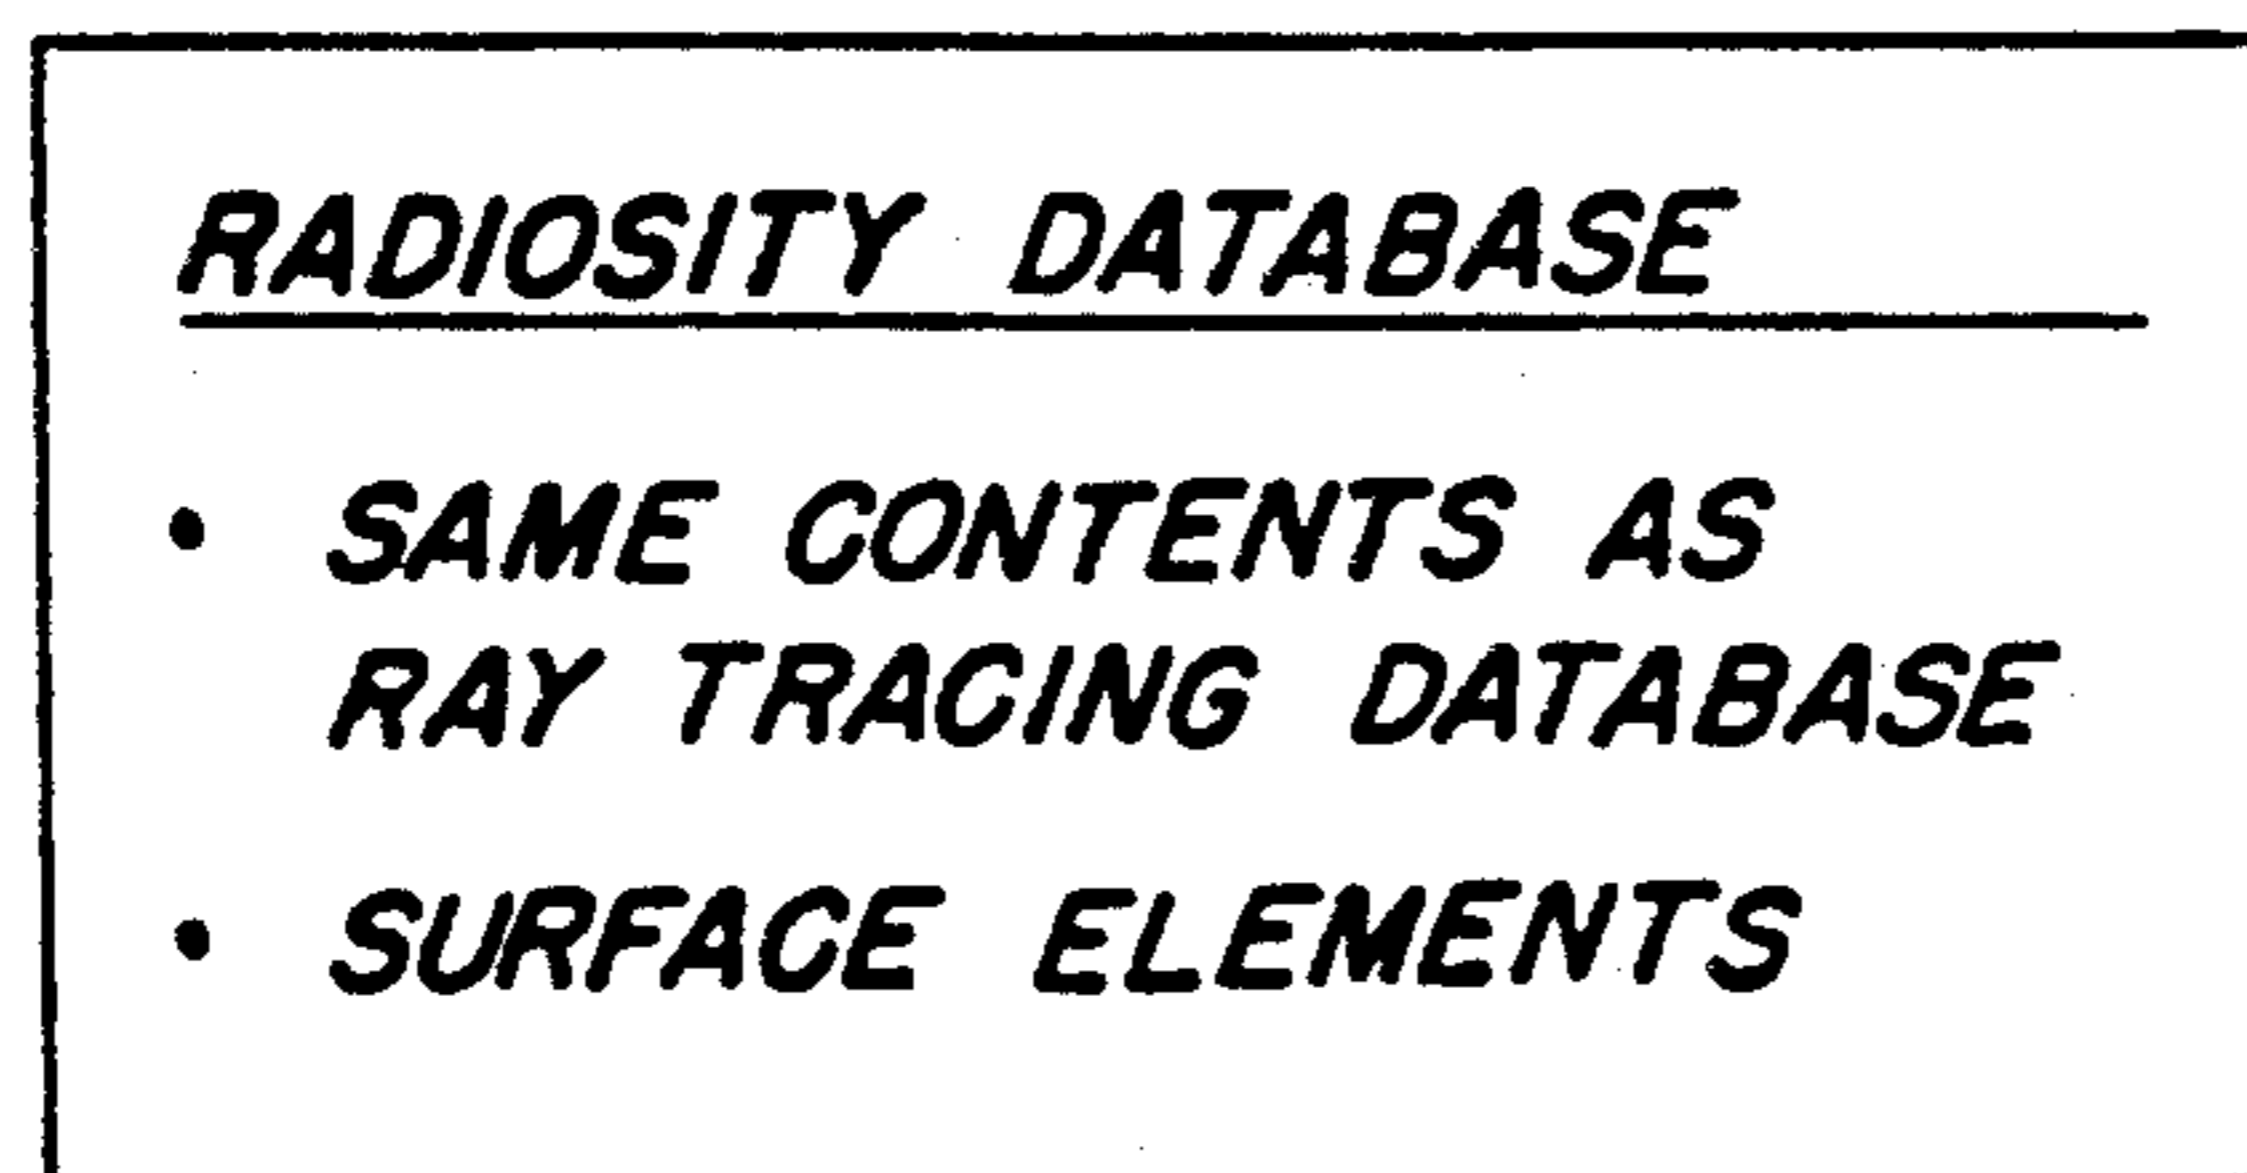 RADIOSITY DATABASE
• SAME CONTENTS AS
RAY TRACING DATABASE
• SURFACE ELEMENTS